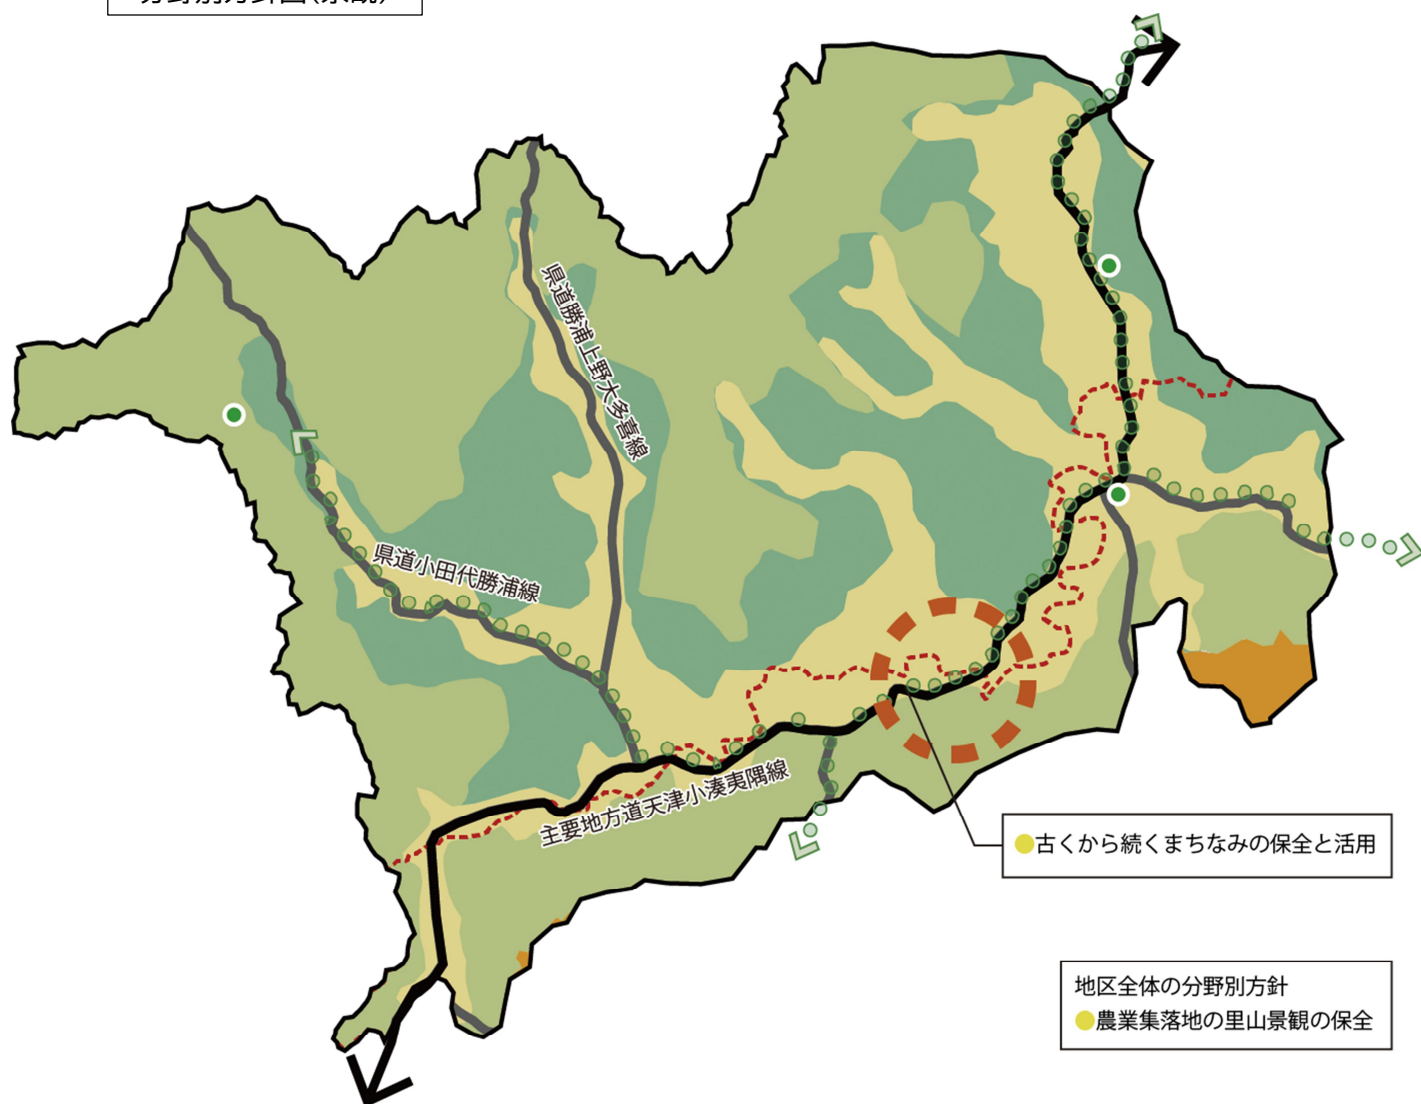 県道勝浦上野大多喜線
県道小田代勝浦線
主要地方道天津小湊夷隅線
●古くから続くまちなみの保全と活用
地区全体の分野別方針
●農業集落地の里山景観の保全